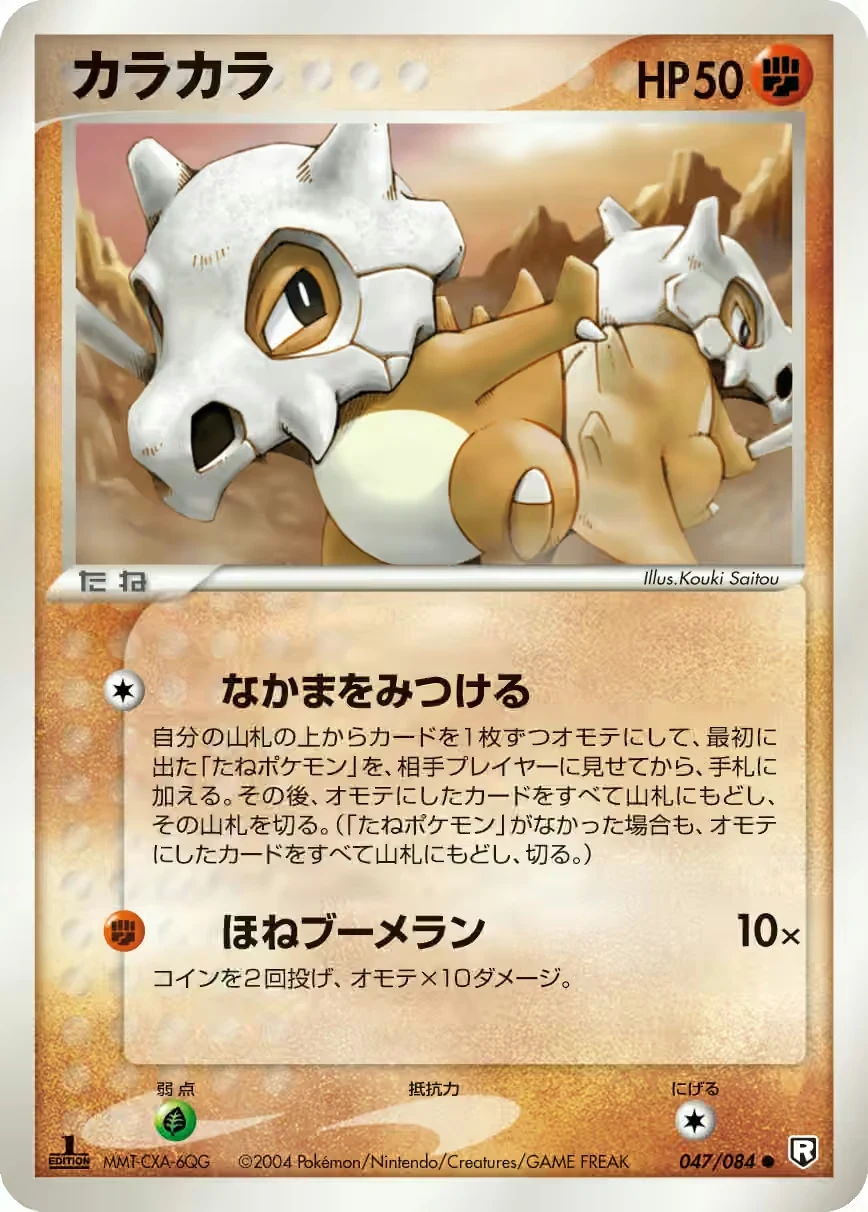 カラカラ
HP50
たね
Illus.Kouki Saitou
なかまをみつける
自分の山札の上からカードを1枚ずつオモテにして、最初に
出た「たねポケモン」を、相手プレイヤーに見せてから、手札に
加える。その後、オモテにしたカードをすべて山札にもどし、
その山札を切る。(「たねポケモン」がなかった場合も、オモテ
にしたカードをすべて山札にもどし、切る。)
ほねブーメラン 10×
コインを2回投げ、オモテ×10ダメージ。
弱点 抵抗力 にげる
1 EDITION MMT-CXA-6QG ©2004 Pokémon/Nintendo/Creatures/GAME FREAK 047/084 ● R